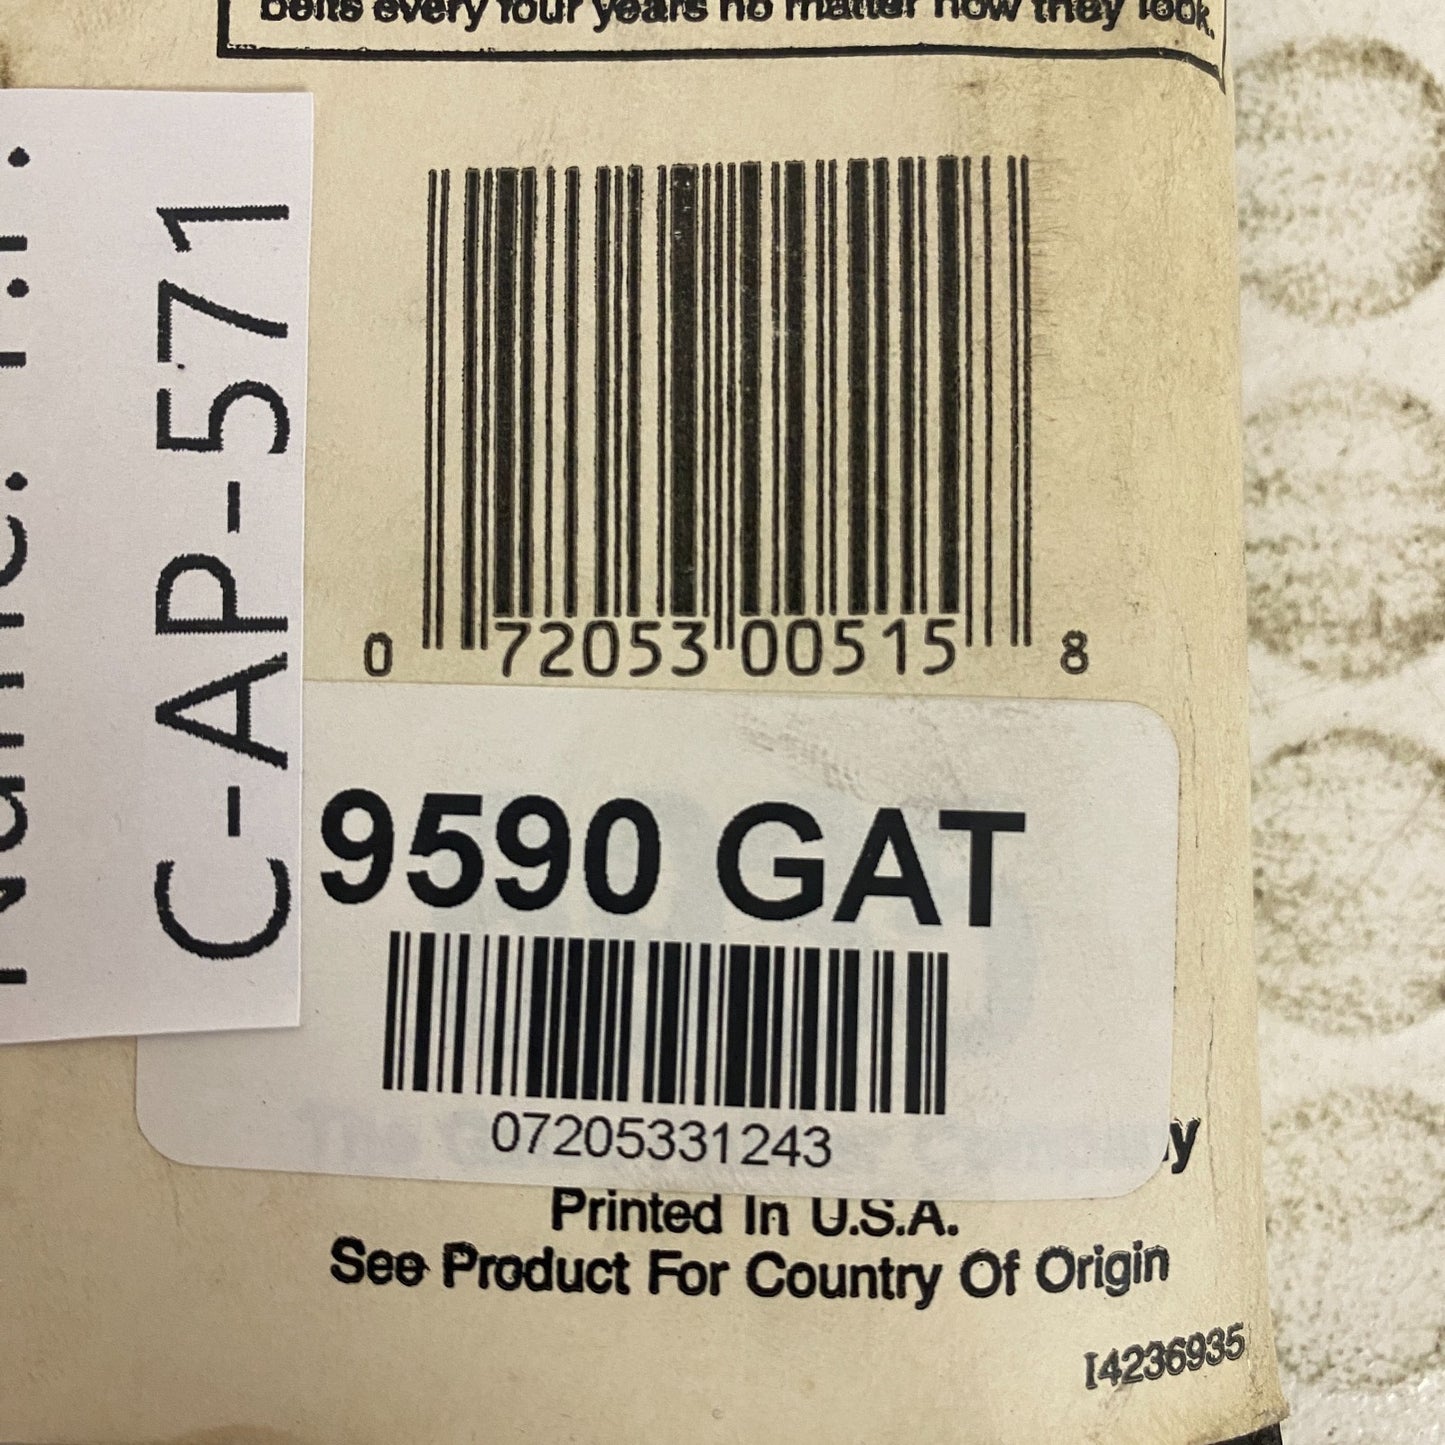 belts every four years no matter how they look.
0 72053 00515 8
C-AP-571
9590 GAT
07205331243
Printed In U.S.A.
See Product For Country Of Origin
I4236935